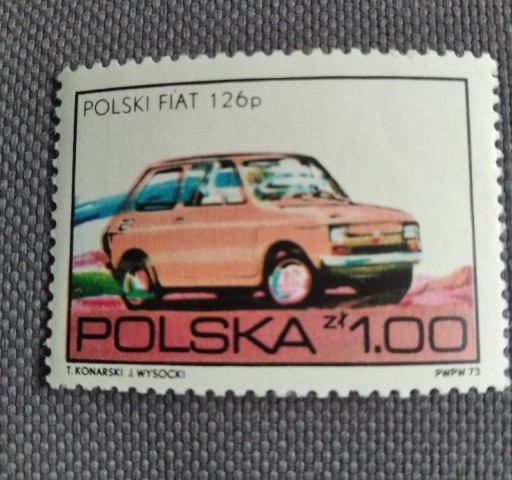 POLSKI FIAT 126p
POLSKA zł 1.00
T. KONARSKI J. WYSOCKI PWPW 73